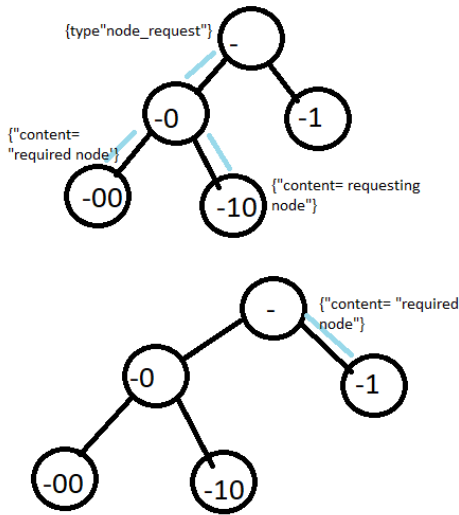 {type"node_request"}
-
-0
-1
{"content=
"required node"}
-00
-10
{"content= requesting
node"}
-
{"content= "required
node"}
-0
-1
-00
-10